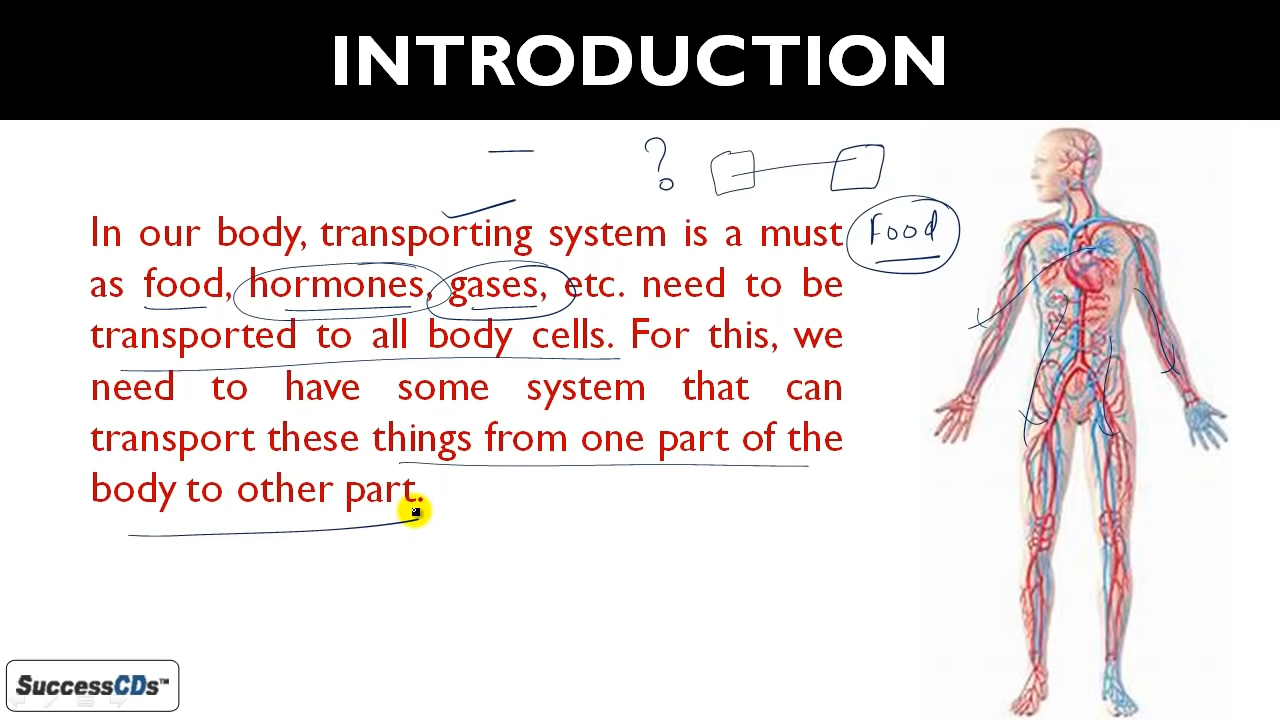 INTRODUCTION
?
In our body, transporting system is a must
Food
as food, hormones, gases, etc. need to be
transported to all body cells. For this, we
need to have some system that can
transport these things from one part of the
body to other part.
SuccessCDs™